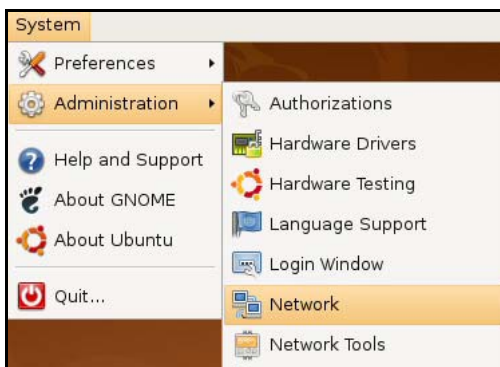 System
Preferences
Administration
Help and Support
About GNOME
About Ubuntu
Quit...
Authorizations
Hardware Drivers
Hardware Testing
Language Support
Login Window
Network
Network Tools